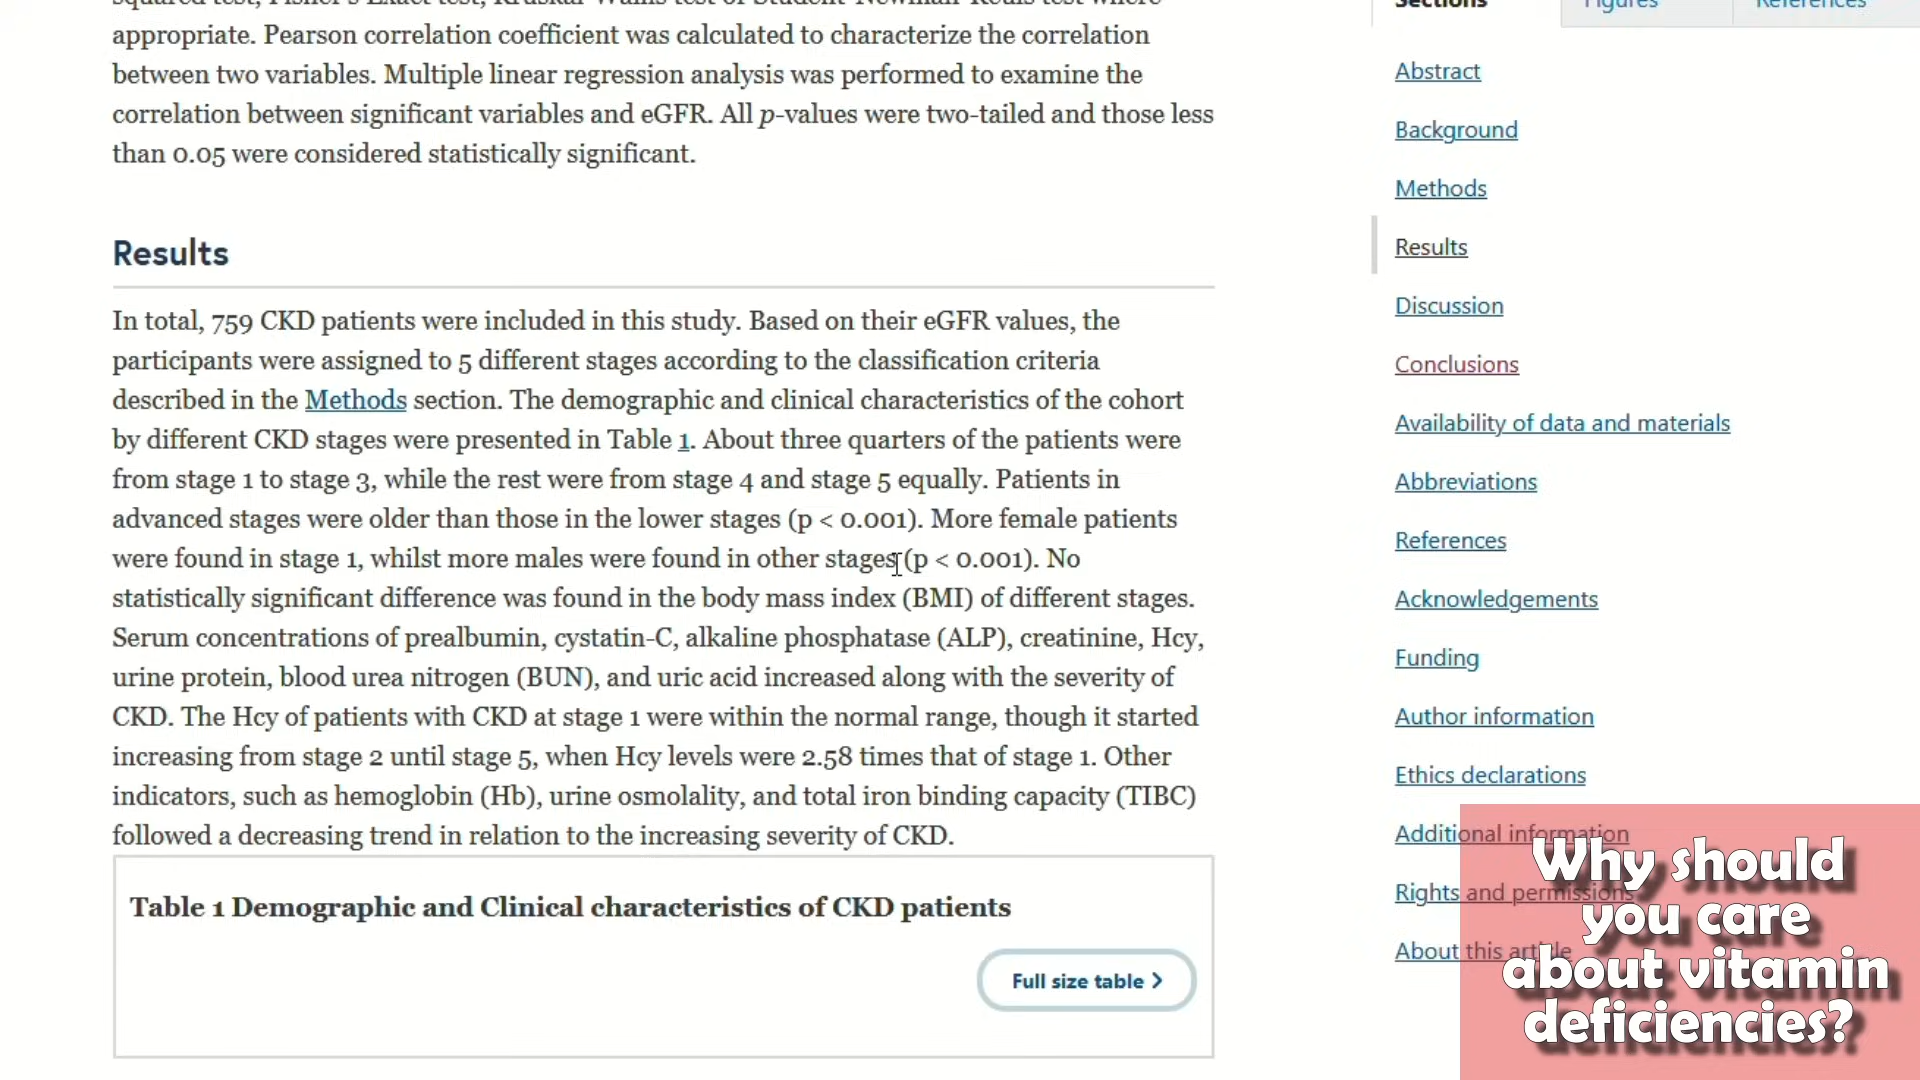 appropriate. Pearson correlation coefficient was calculated to characterize the correlation
between two variables. Multiple linear regression analysis was performed to examine the
correlation between significant variables and eGFR. All p-values were two-tailed and those less
than 0.05 were considered statistically significant.
Results
In total, 759 CKD patients were included in this study. Based on their eGFR values, the
participants were assigned to 5 different stages according to the classification criteria
described in the Methods section. The demographic and clinical characteristics of the cohort
by different CKD stages were presented in Table 1. About three quarters of the patients were
from stage 1 to stage 3, while the rest were from stage 4 and stage 5 equally. Patients in
advanced stages were older than those in the lower stages (p < 0.001). More female patients
were found in stage 1, whilst more males were found in other stages (p < 0.001). No
statistically significant difference was found in the body mass index (BMI) of different stages.
Serum concentrations of prealbumin, cystatin-C, alkaline phosphatase (ALP), creatinine, Hcy,
urine protein, blood urea nitrogen (BUN), and uric acid increased along with the severity of
CKD. The Hcy of patients with CKD at stage 1 were within the normal range, though it started
increasing from stage 2 until stage 5, when Hcy levels were 2.58 times that of stage 1. Other
indicators, such as hemoglobin (Hb), urine osmolality, and total iron binding capacity (TIBC)
followed a decreasing trend in relation to the increasing severity of CKD.
Table 1 Demographic and Clinical characteristics of CKD patients
Full size table
Sections
Figures
References
Abstract
Background
Methods
Results
Discussion
Conclusions
Availability of data and materials
Abbreviations
References
Acknowledgements
Funding
Author information
Ethics declarations
Additional information
Rights and permissions
About this article
Why should
you care
about vitamin
deficiencies?